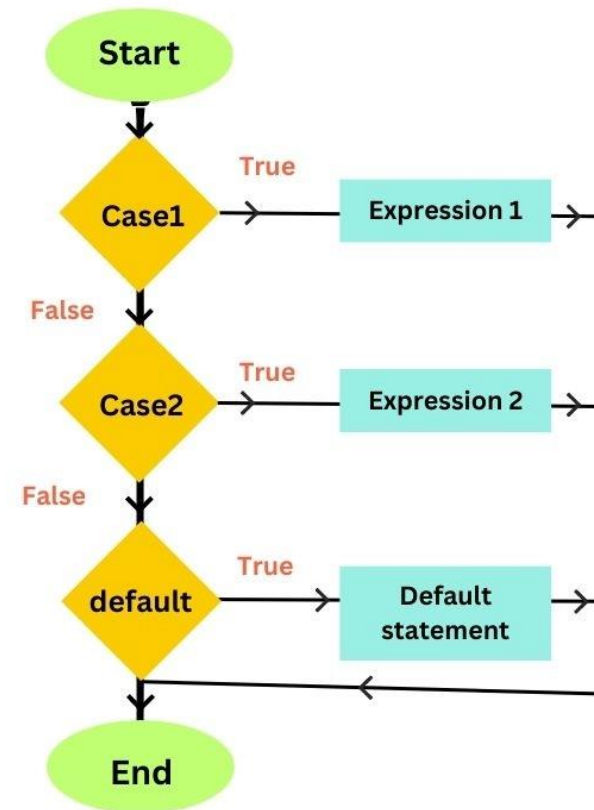 Start
True
Case1
Expression 1
False
True
Case2
Expression 2
False
True
default
Default
statement
End